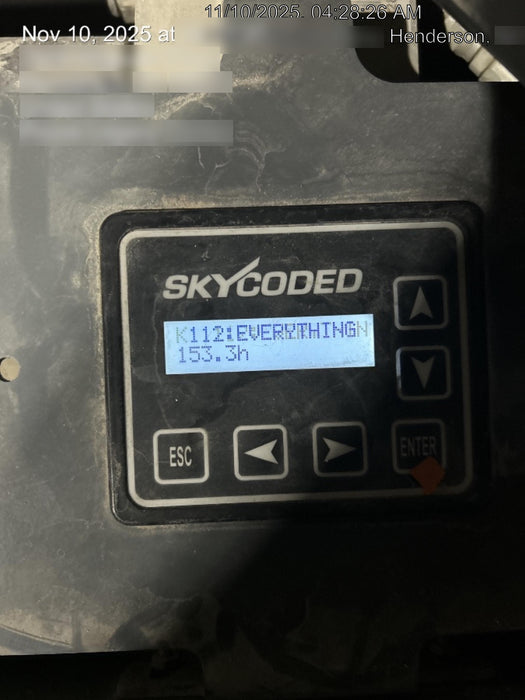 11/10/2025. 04:28:26 AM
Nov 10, 2025 at
Henderson.
SKYCODED
K112:EVERYTHING
153.3h
ESC
ENTER